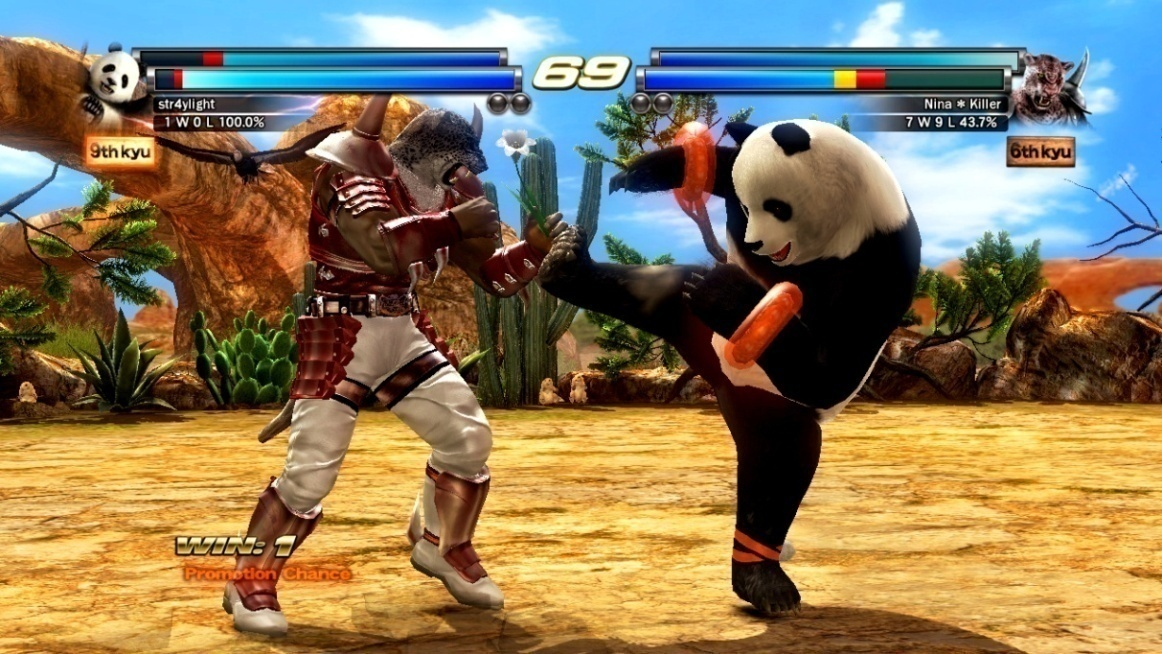 69
str4ylight
1 W 0 L 100.0%
9th kyu
Nina * Killer
7 W 9 L 43.7%
6th kyu
WIN: 1
Promotion Chance